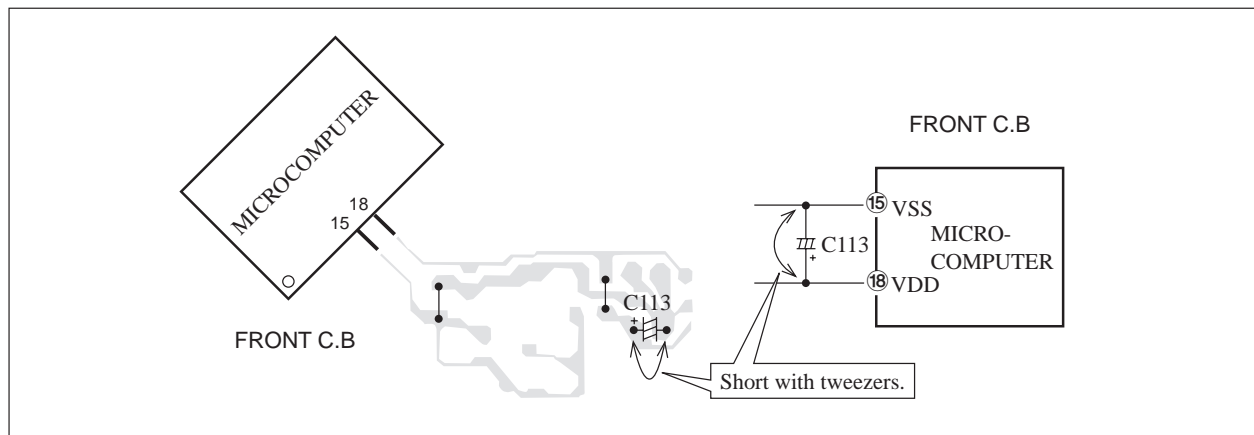 MICROCOMPUTER
15
18
FRONT C.B
C113
+
Short with tweezers.
FRONT C.B
C113
+
15 VSS
MICRO-
COMPUTER
18 VDD